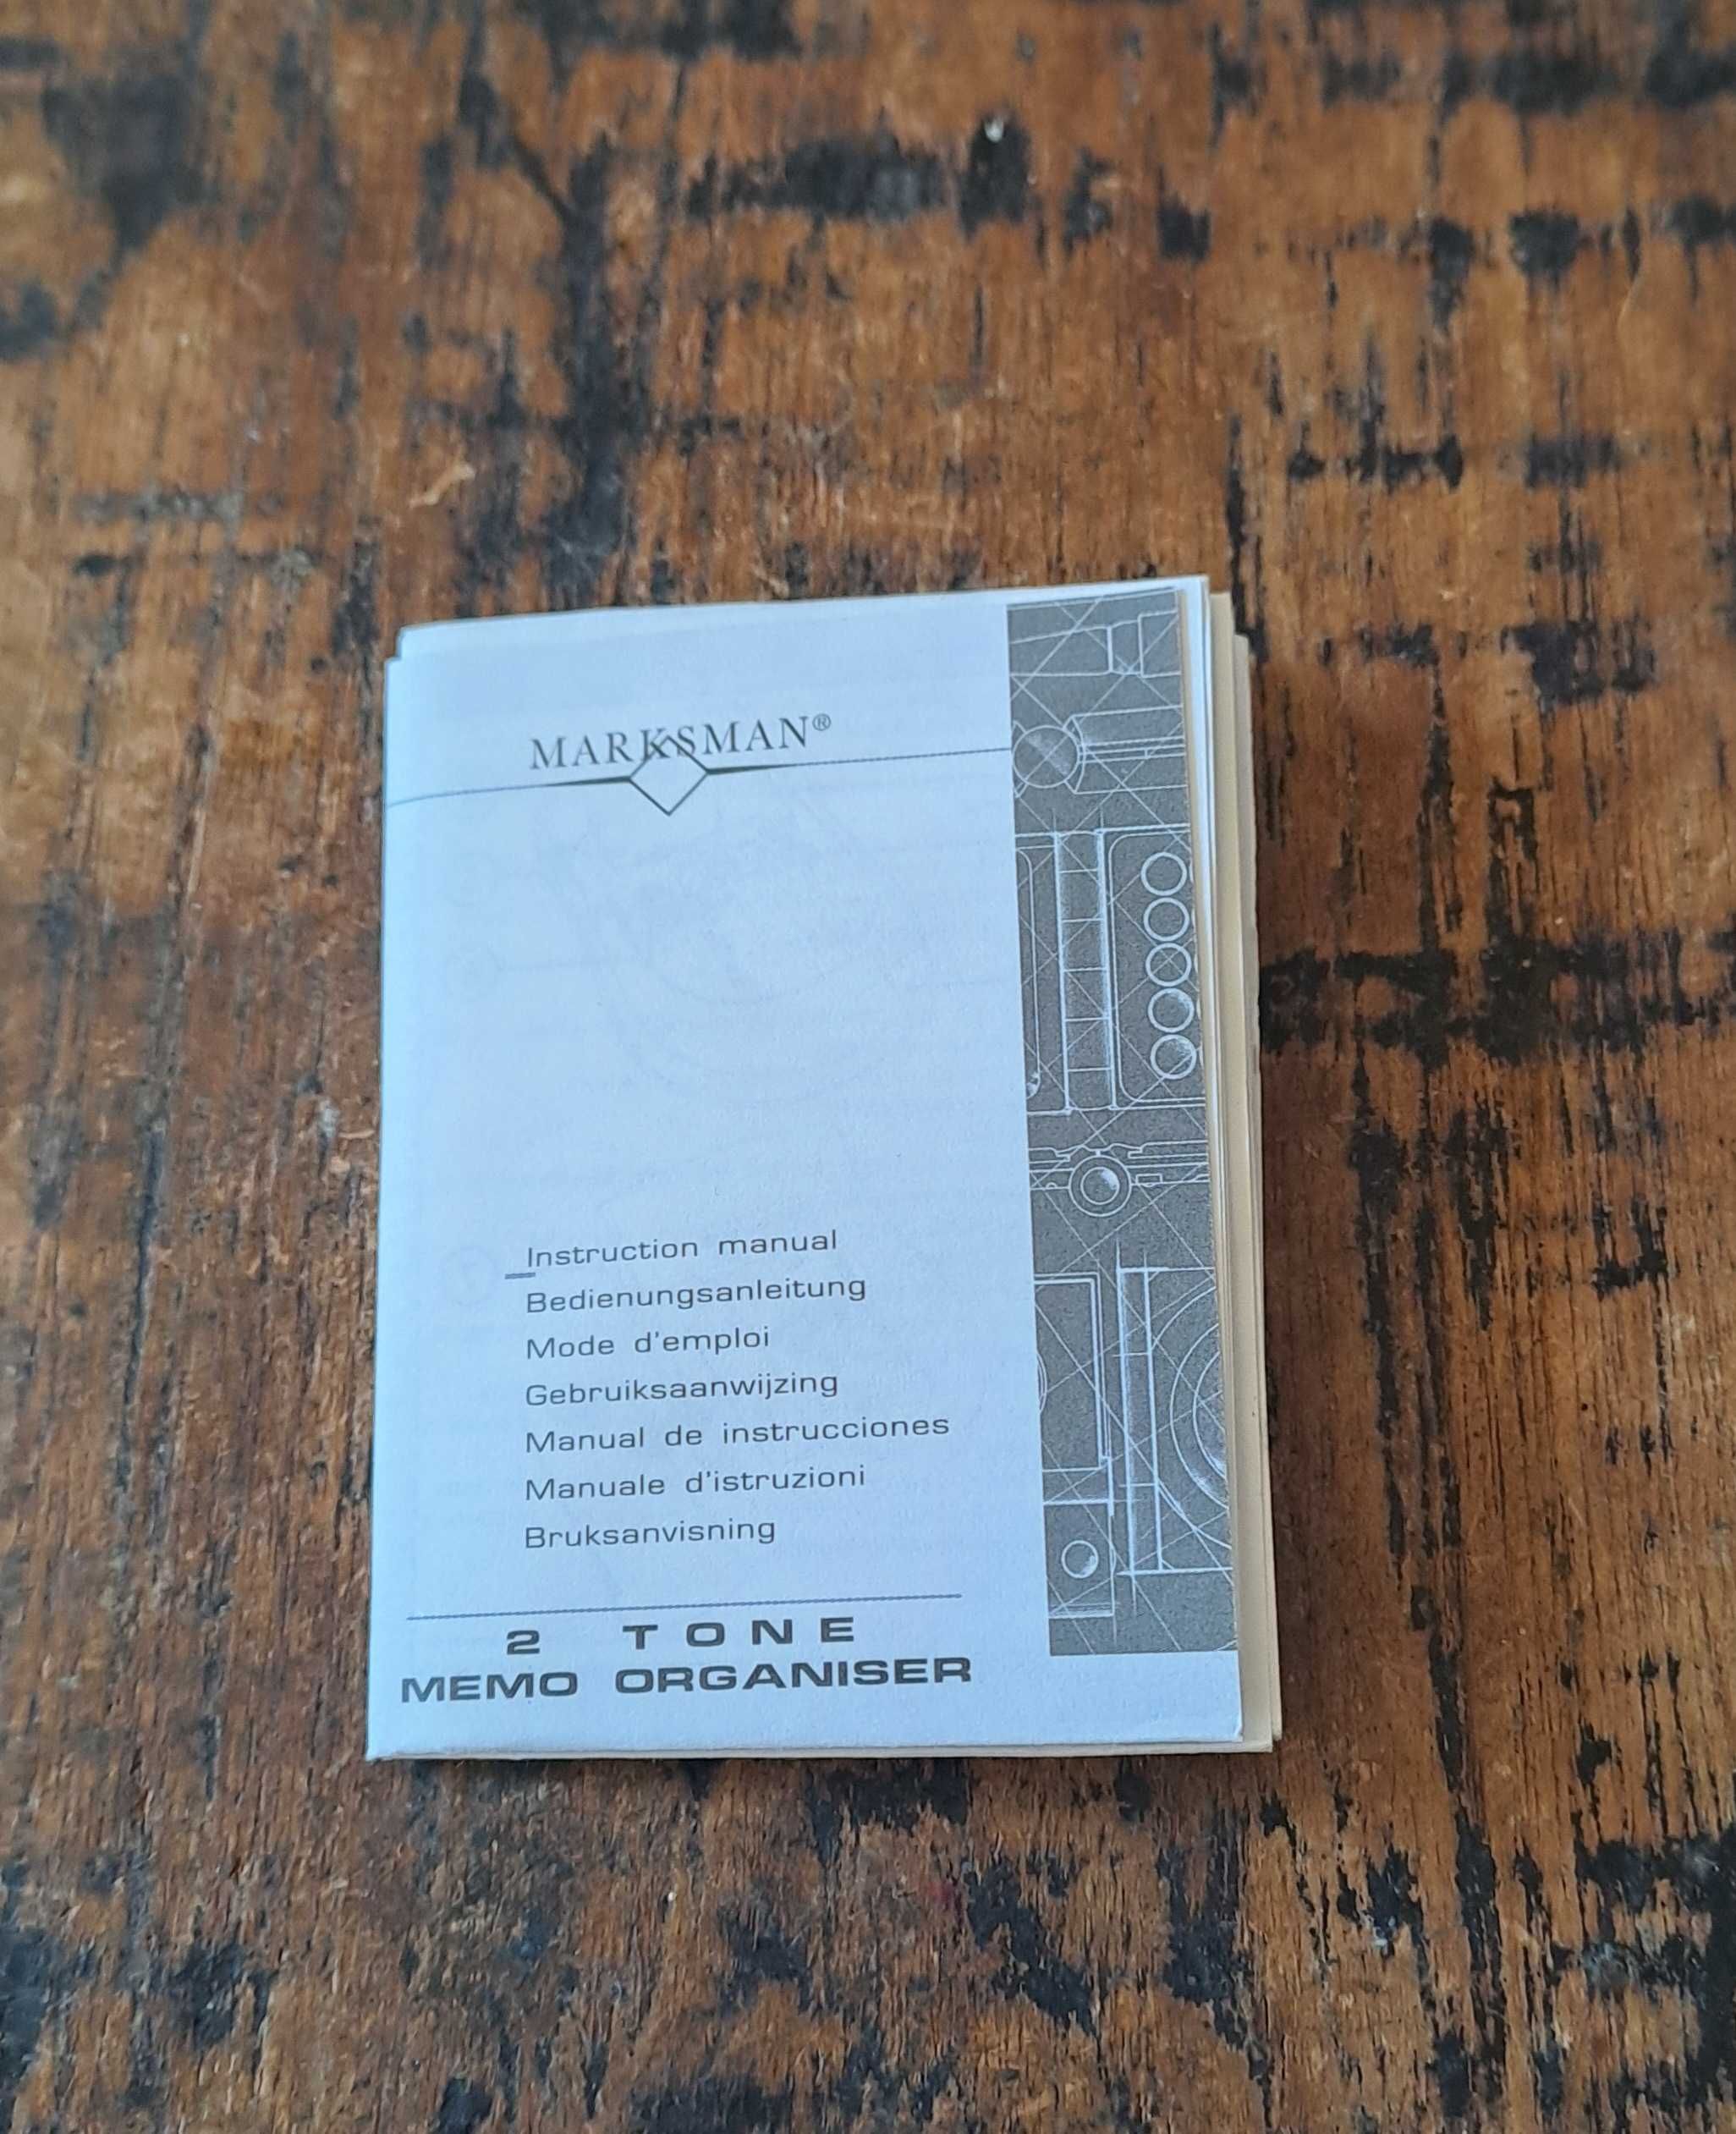 MARKSMAN®
Instruction manual
Bedienungsanleitung
Mode d'emploi
Gebruiksaanwijzing
Manual de instrucciones
Manuale d'istruzioni
Bruksanvisning
2 TONE
MEMO ORGANISER